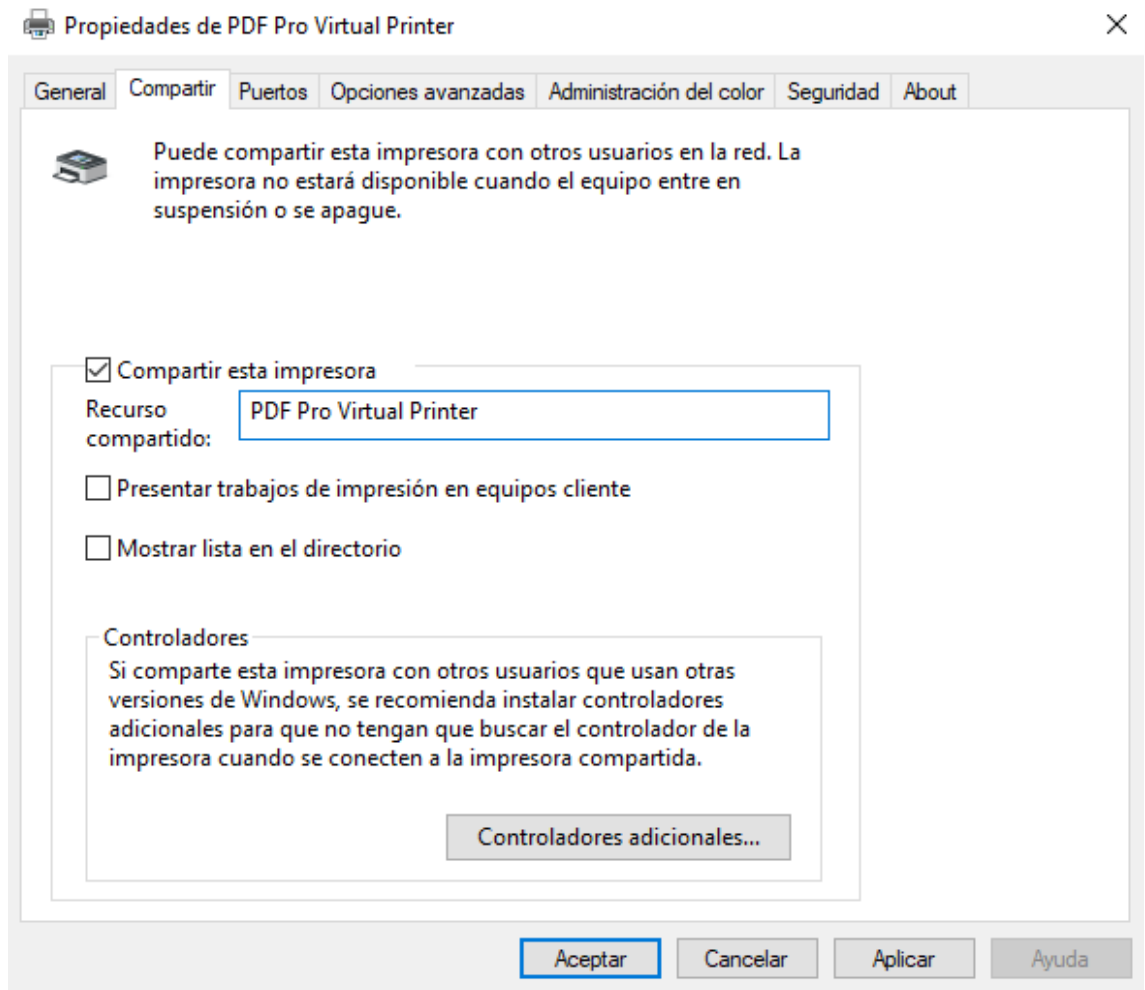 Propiedades de PDF Pro Virtual Printer
General Compartir Puertos Opciones avanzadas Administración del color Seguridad About
Puede compartir esta impresora con otros usuarios en la red. La
impresora no estará disponible cuando el equipo entre en
suspensión o se apague.
Compartir esta impresora
Recurso
compartido:
PDF Pro Virtual Printer
Presentar trabajos de impresión en equipos cliente
Mostrar lista en el directorio
Controladores
Si comparte esta impresora con otros usuarios que usan otras
versiones de Windows, se recomienda instalar controladores
adicionales para que no tengan que buscar el controlador de la
impresora cuando se conecten a la impresora compartida.
Controladores adicionales...
Aceptar Cancelar Aplicar Ayuda